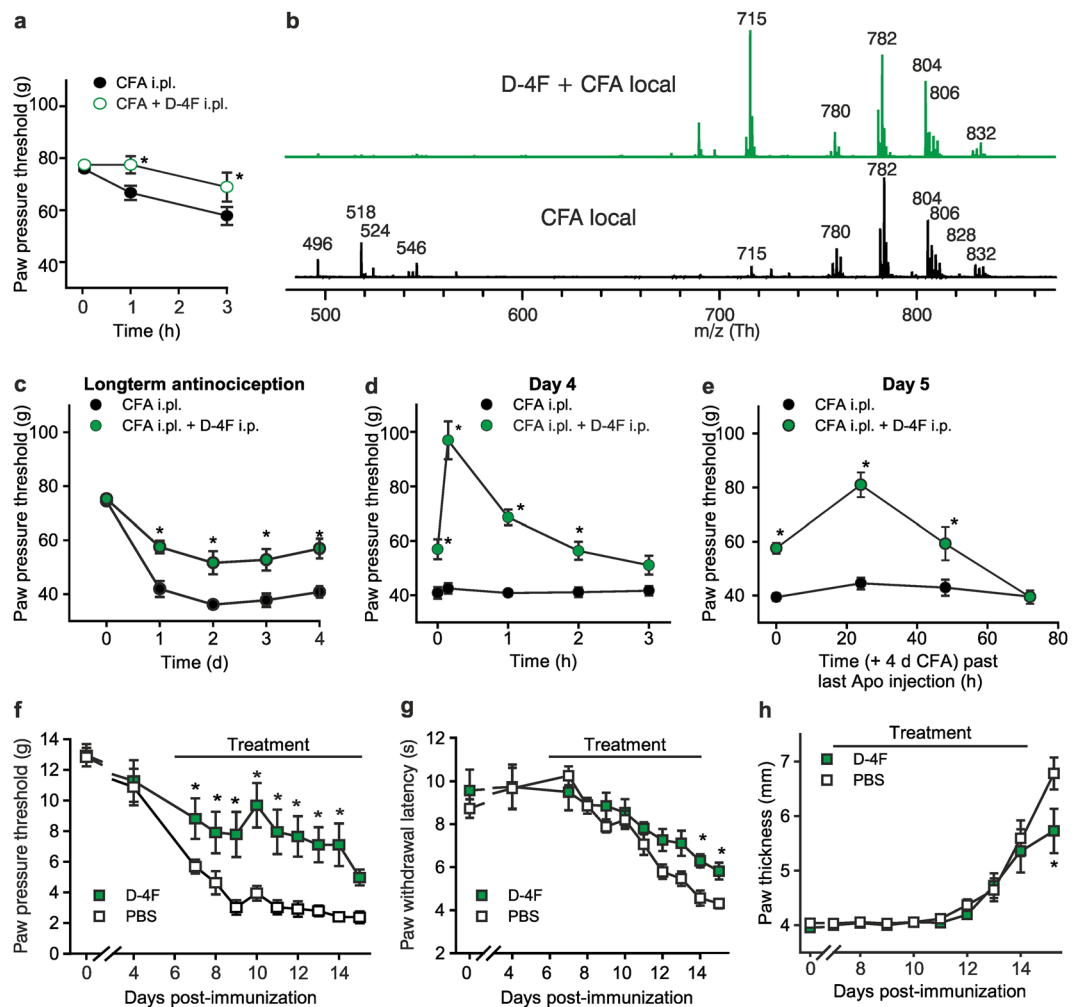 a
CFA i.pl.
CFA + D-4F i.pl.
Paw pressure threshold (g)
100
80
60
40
*
*
0
1
2
3
Time (h)
b
D-4F + CFA local
715
782
780
804
806
832
CFA local
496
518
524
546
715
780
782
804
806
828
832
500
600
700
800
m/z (Th)
c
Longterm antinociception
CFA i.pl.
CFA i.pl. + D-4F i.p.
Paw pressure threshold (g)
100
80
60
40
* * * *
0 1 2 3 4
Time (d)
d
Day 4
CFA i.pl.
CFA i.pl. + D-4F i.p.
Paw pressure threshold (g)
100
80
60
40
* * * *
0 1 2 3
Time (h)
e
Day 5
CFA i.pl.
CFA i.pl. + D-4F i.p.
Paw pressure threshold (g)
100
80
60
40
* * *
0 20 40 60 80
Time (+ 4 d CFA) past
last Apo injection (h)
f
Treatment
Paw pressure threshold (g)
14
12
10
8
6
4
2
0
* * * * * * * *
D-4F
PBS
0 4 6 8 10 12 14
Days post-immunization
g
Treatment
Paw withdrawal latency (s)
12
10
8
6
4
2
* *
D-4F
PBS
0 4 6 8 10 12 14
Days post-immunization
h
Treatment
D-4F
PBS
Paw thickness (mm)
7
6
5
4
*
0 8 10 12 14
Days post-immunization